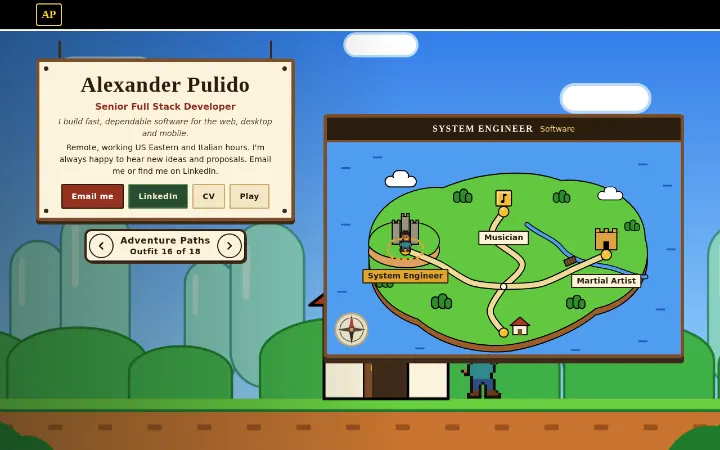 AP
Alexander Pulido
Senior Full Stack Developer
I build fast, dependable software for the web, desktop
and mobile.
Remote, working US Eastern and Italian hours. I'm
always happy to hear new ideas and proposals. Email
me or find me on LinkedIn.
Email me
LinkedIn
CV
Play
Adventure Paths
Outfit 16 of 18
SYSTEM ENGINEER Software
Musician
System Engineer
Martial Artist